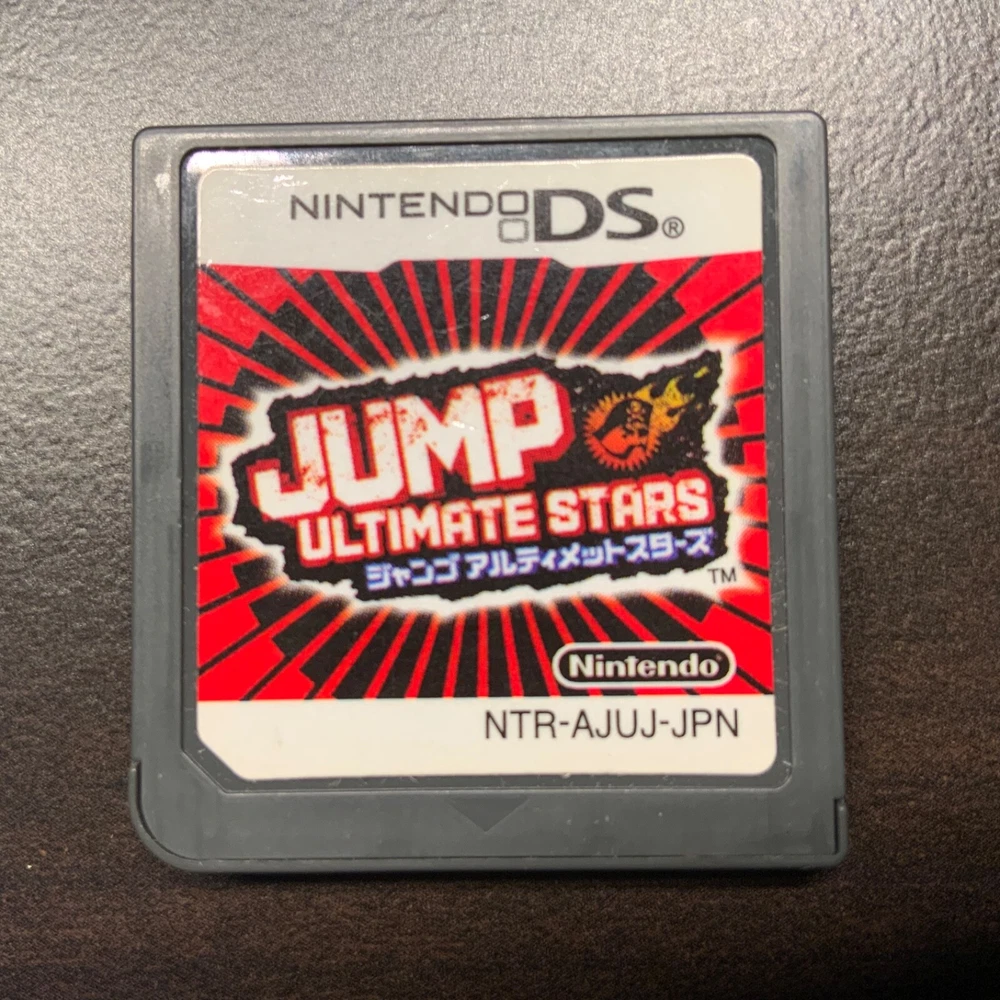 NINTENDO DS®
JUMP
ULTIMATE STARS
ジャンプ アルティメットスターズ
TM
Nintendo®
NTR-AJUJ-JPN